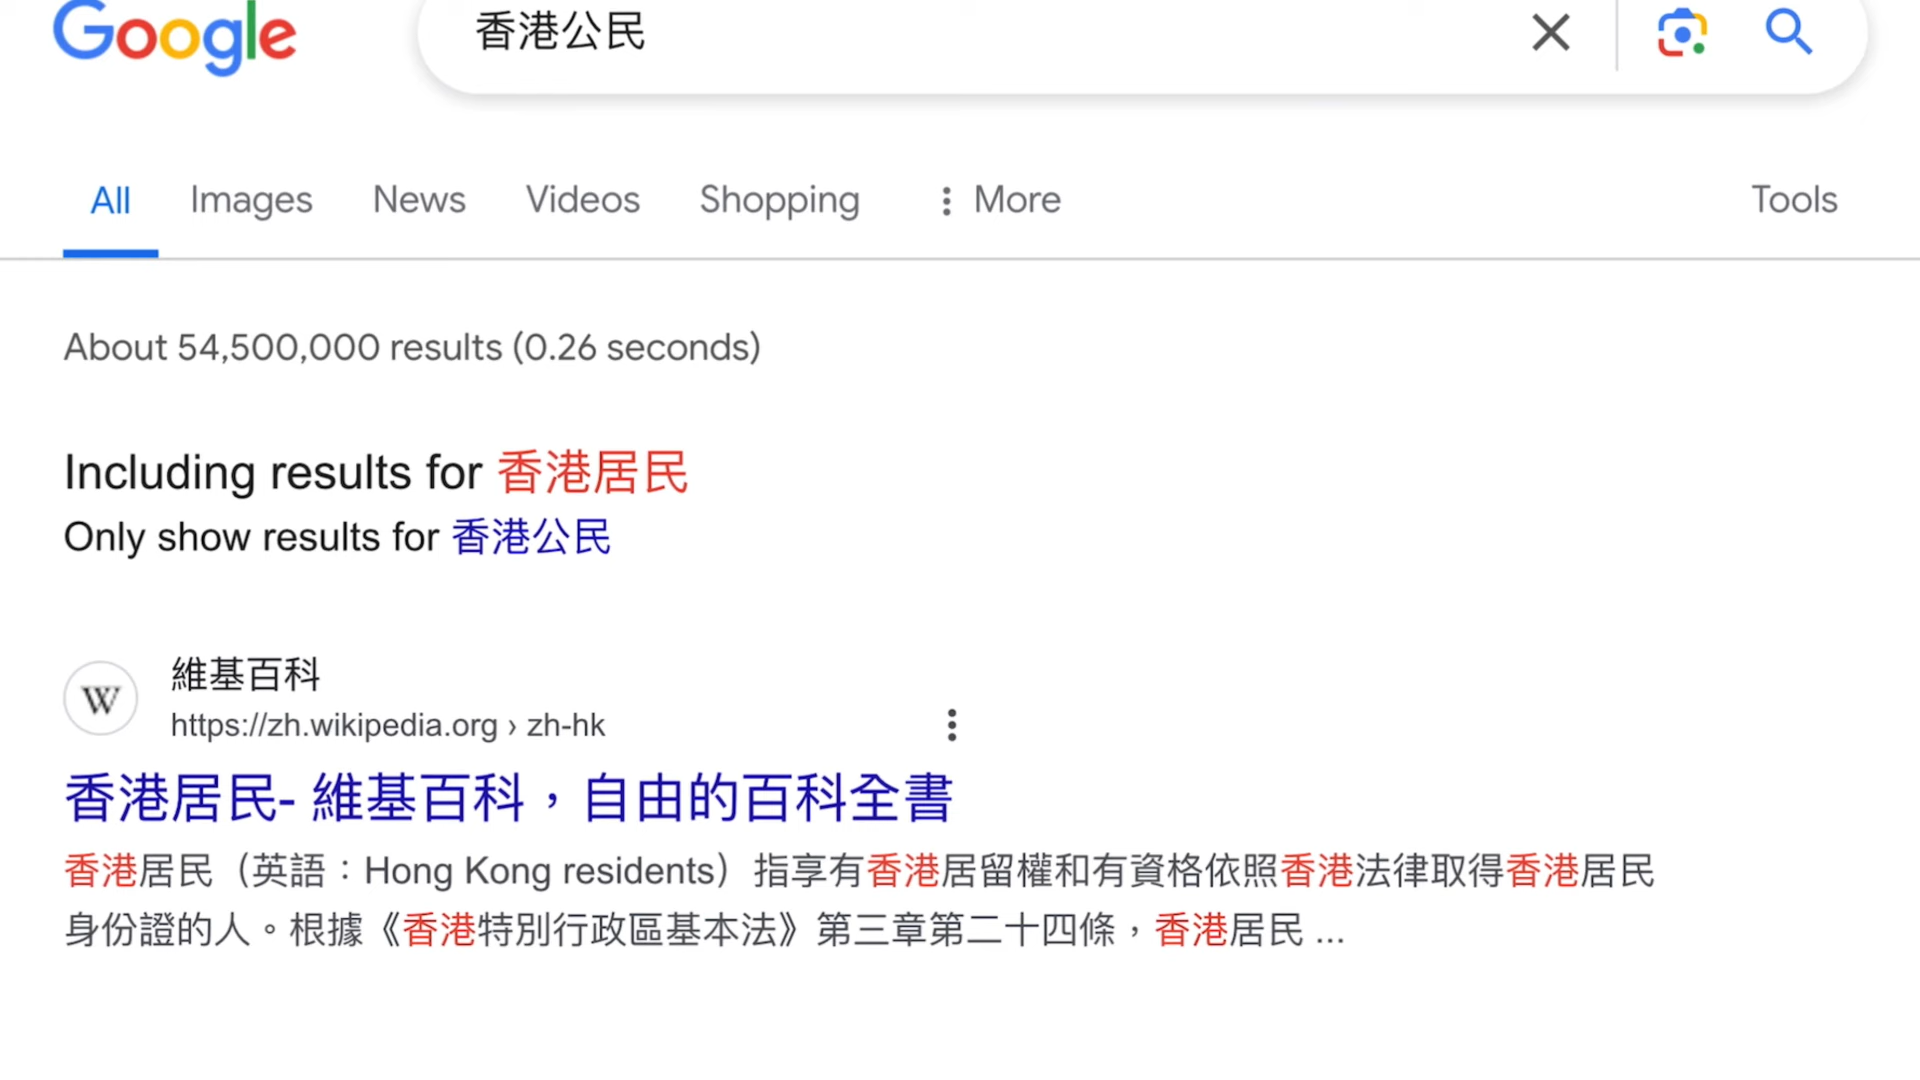 Google
香港公民
All Images News Videos Shopping More Tools
About 54,500,000 results (0.26 seconds)
Including results for 香港居民
Only show results for 香港公民
W
維基百科
https://zh.wikipedia.org › zh-hk
香港居民- 維基百科，自由的百科全書
香港居民（英語：Hong Kong residents）指享有香港居留權和有資格依照香港法律取得香港居民
身份證的人。根據《香港特別行政區基本法》第三章第二十四條，香港居民 ...